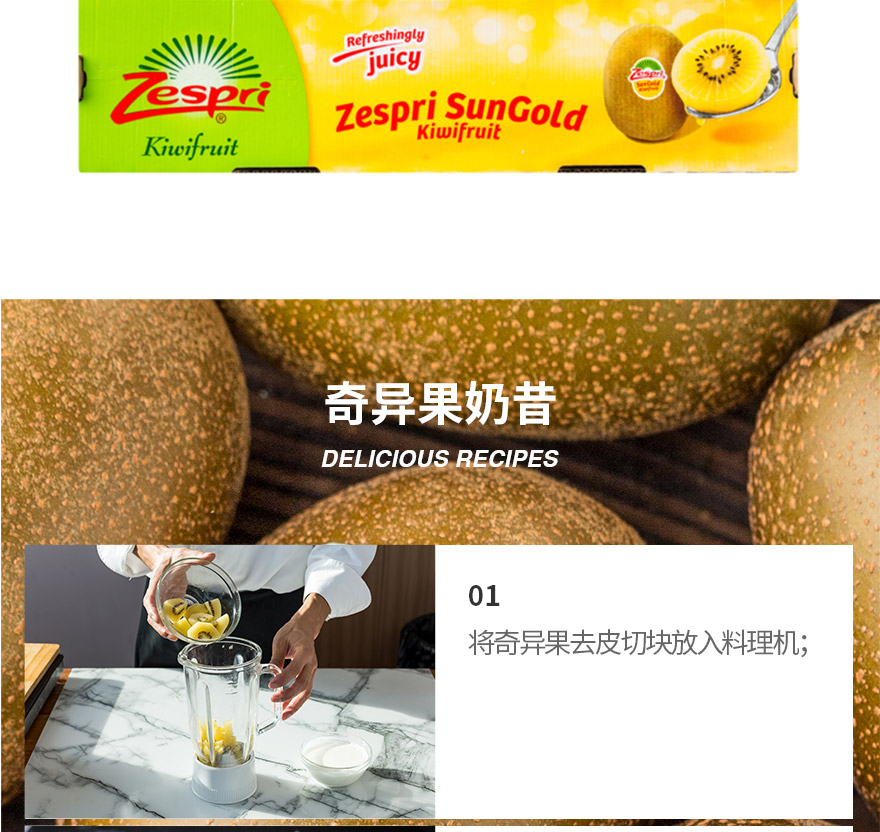 Refreshingly
juicy
Zespri
®
Kiwifruit
Zespri SunGold
Kiwifruit
Zespri
SunGold
Kiwifruit
奇异果奶昔
DELICIOUS RECIPES
01
将奇异果去皮切块放入料理机；